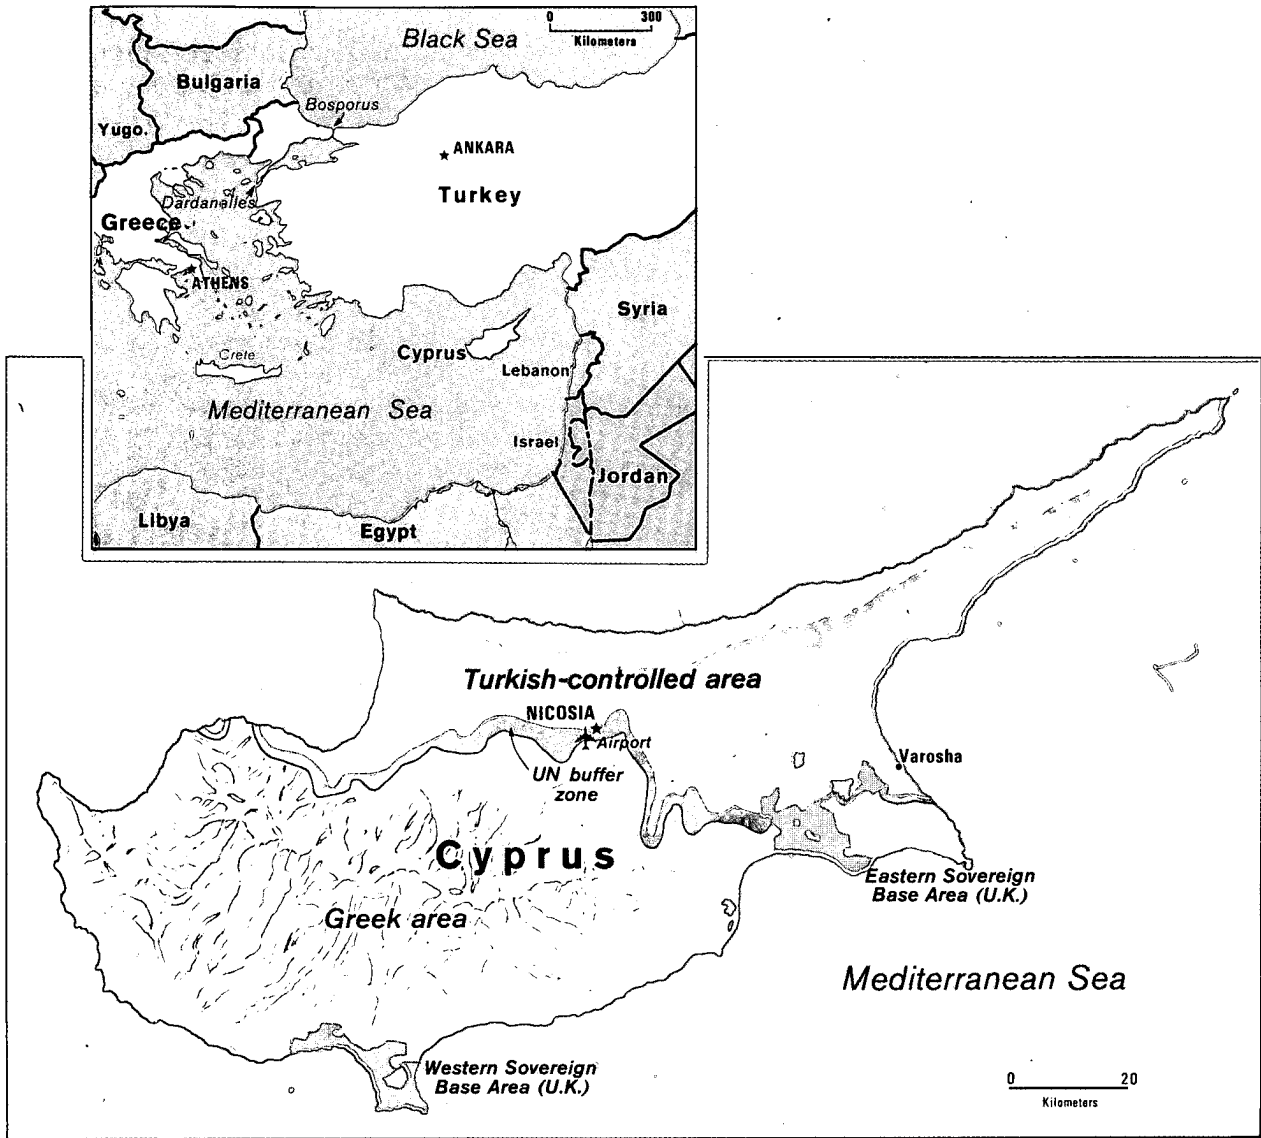 0 300
Kilometers
Black Sea
Bulgaria
Bosporus
Yugo.
ANKARA
Turkey
Dardanelles
Greece
ATHENS
Syria
Cyprus
Crete
Lebanon
Mediterranean Sea
Israel
Jordan
Libya
Egypt
Turkish-controlled area
NICOSIA
Airport
Varosha
UN buffer
zone
Cyprus
Eastern Sovereign
Base Area (U.K.)
Greek area
Mediterranean Sea
Western Sovereign
Base Area (U.K.)
0 20
Kilometers